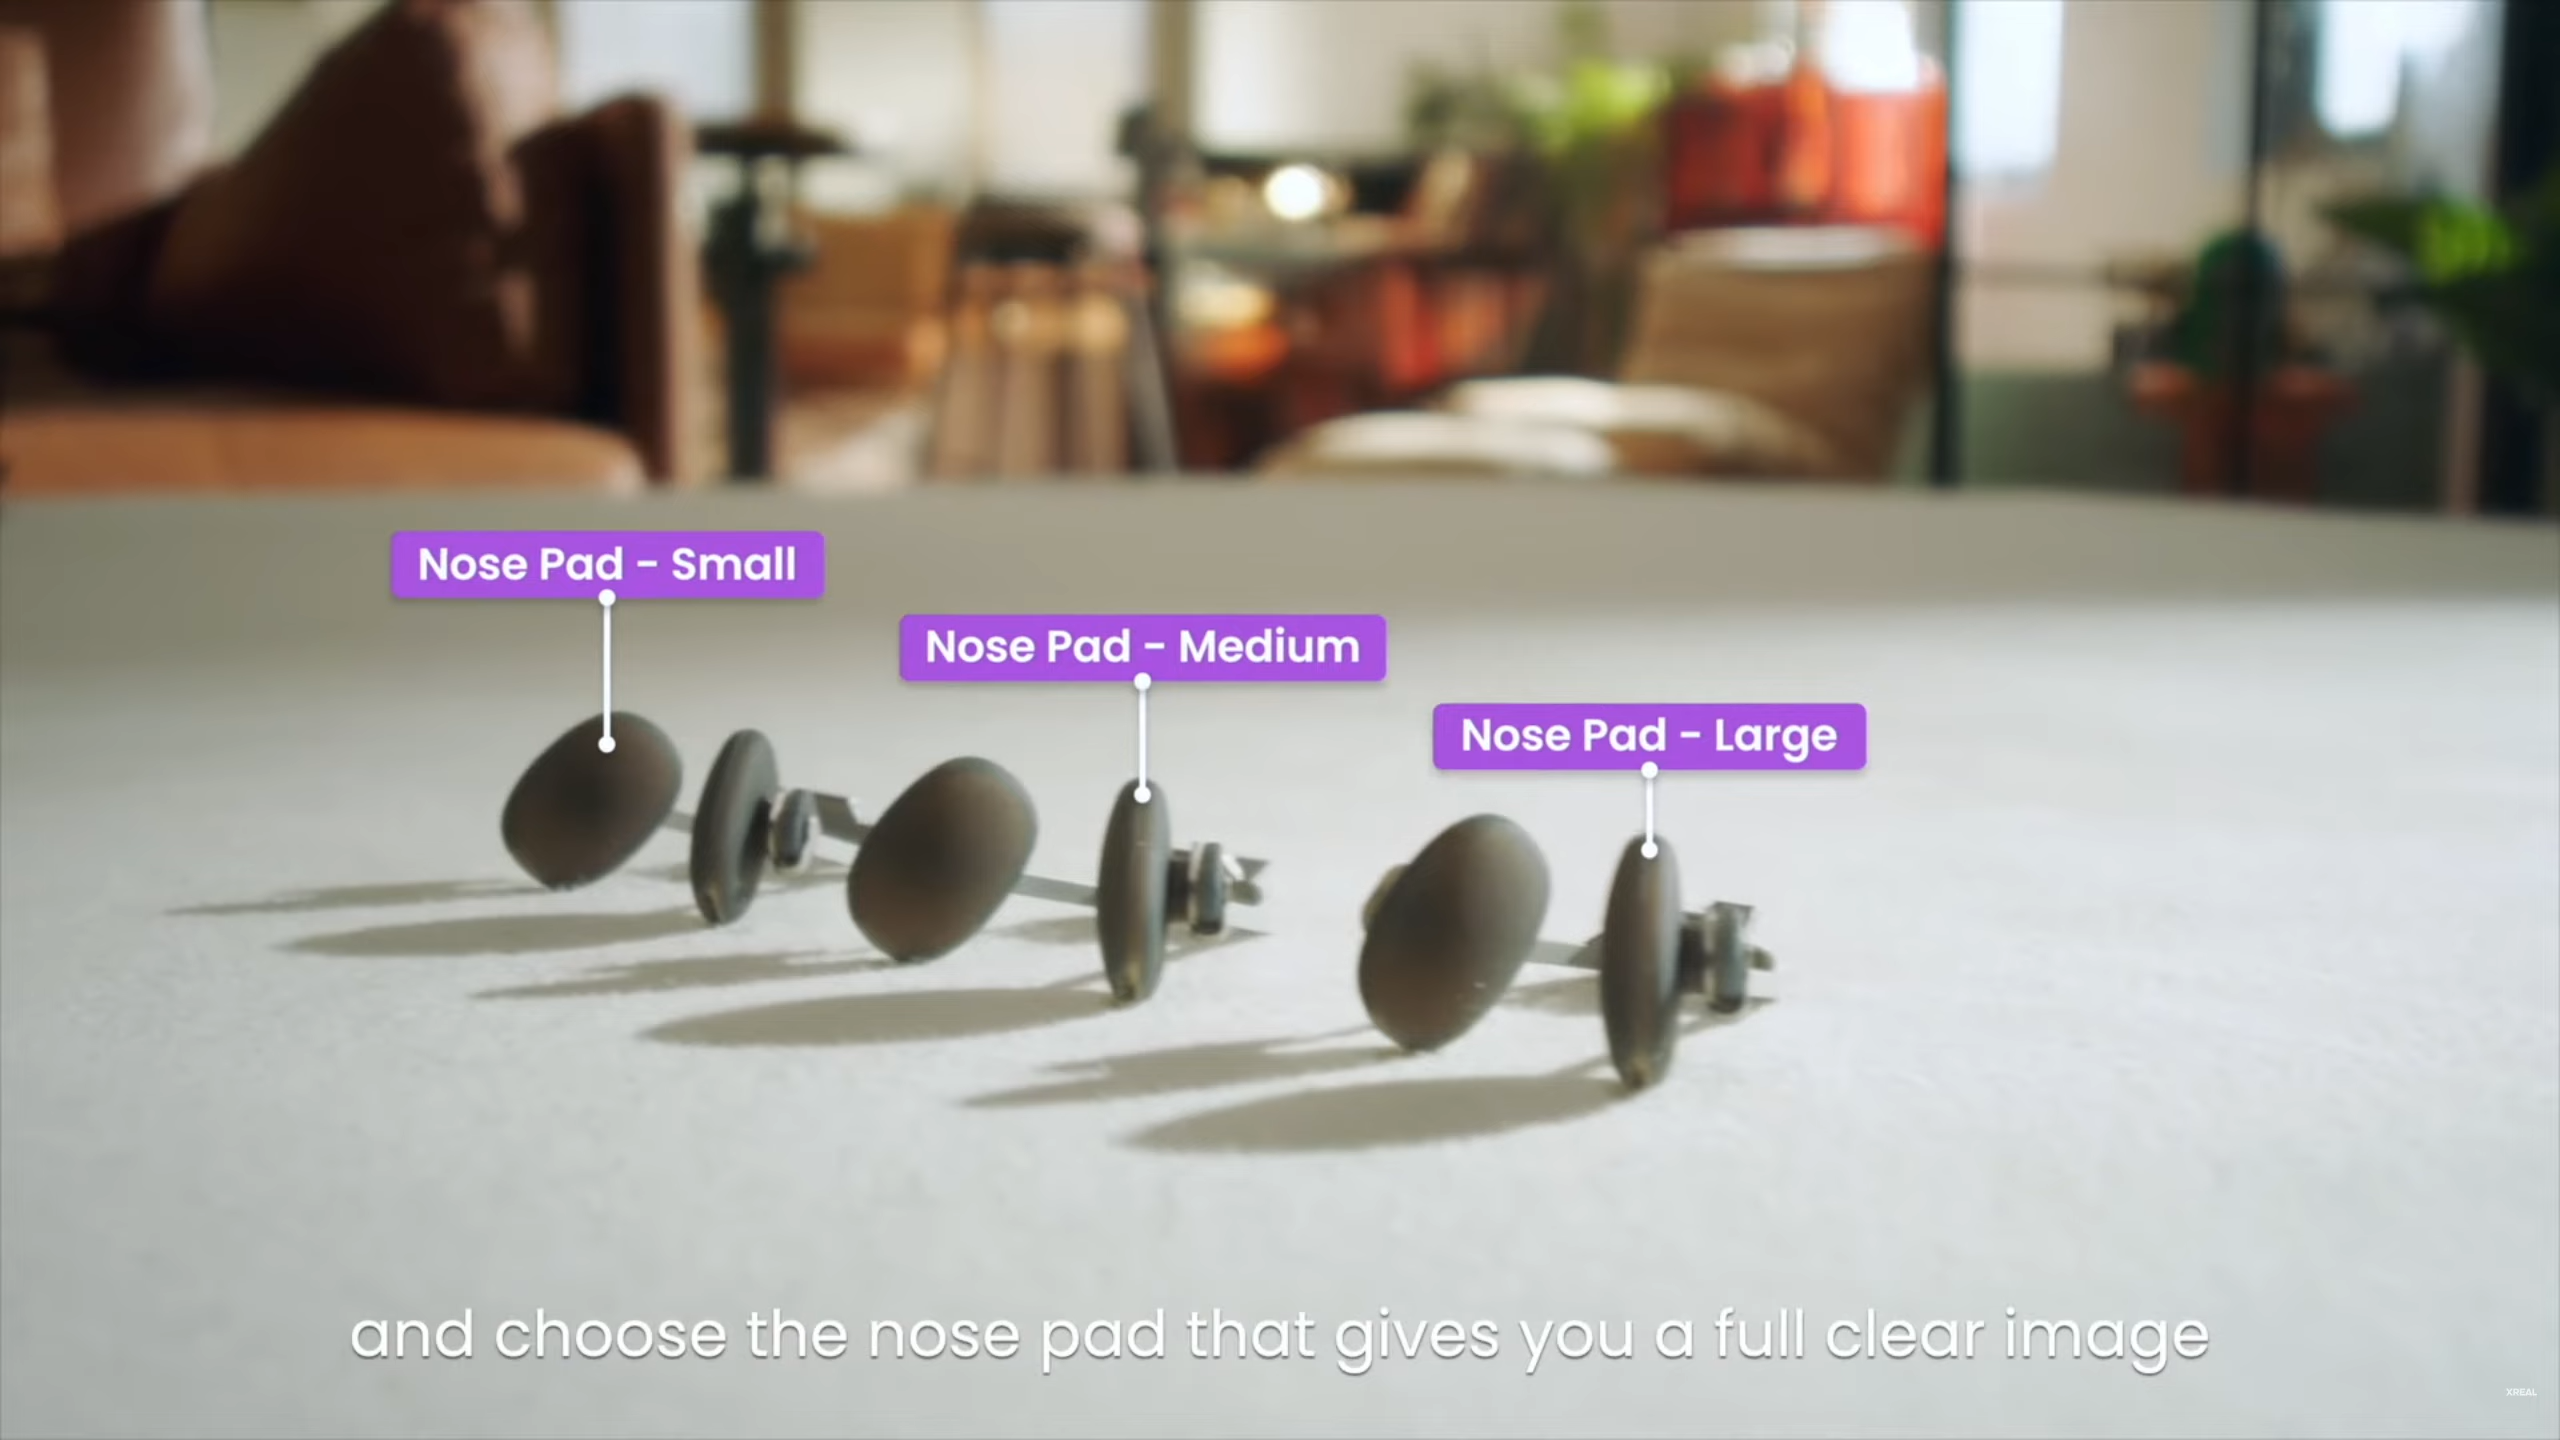 Nose Pad - Small
Nose Pad - Medium
Nose Pad - Large
and choose the nose pad that gives you a full clear image
XREAL